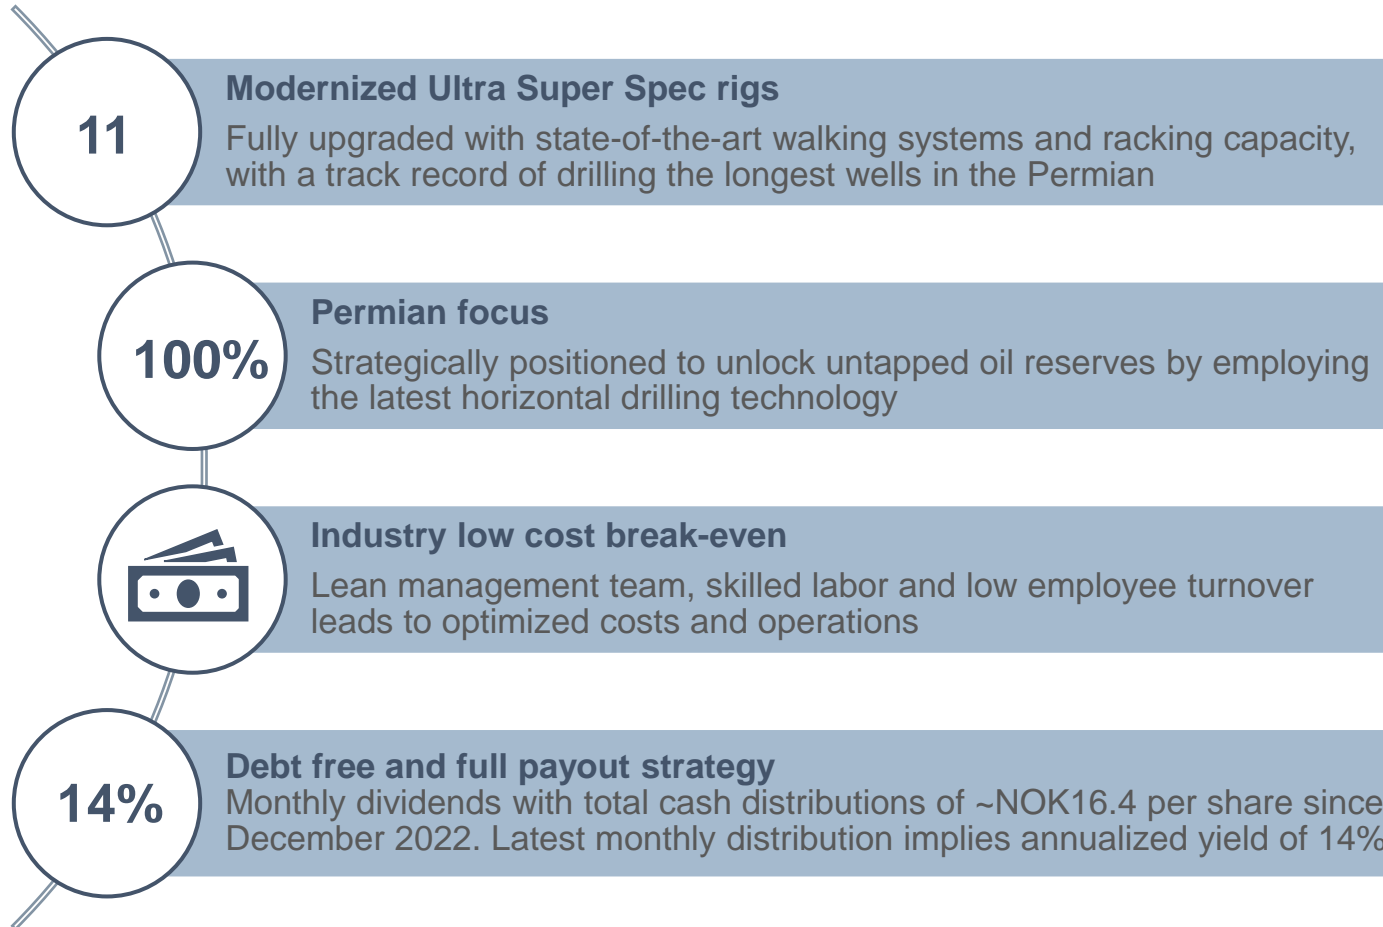 11
Modernized Ultra Super Spec rigs
Fully upgraded with state-of-the-art walking systems and racking capacity,
with a track record of drilling the longest wells in the Permian
100%
Permian focus
Strategically positioned to unlock untapped oil reserves by employing
the latest horizontal drilling technology
Industry low cost break-even
Lean management team, skilled labor and low employee turnover
leads to optimized costs and operations
14%
Debt free and full payout strategy
Monthly dividends with total cash distributions of ~NOK16.4 per share since
December 2022. Latest monthly distribution implies annualized yield of 14%